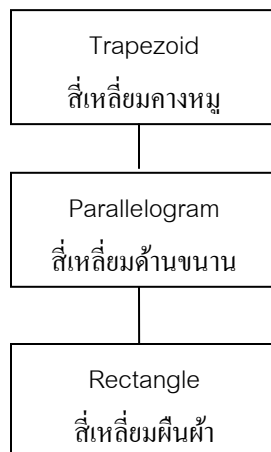 Trapezoid
สี่เหลี่ยมคางหมู
Parallelogram
สี่เหลี่ยมด้านขนาน
Rectangle
สี่เหลี่ยมผืนผ้า